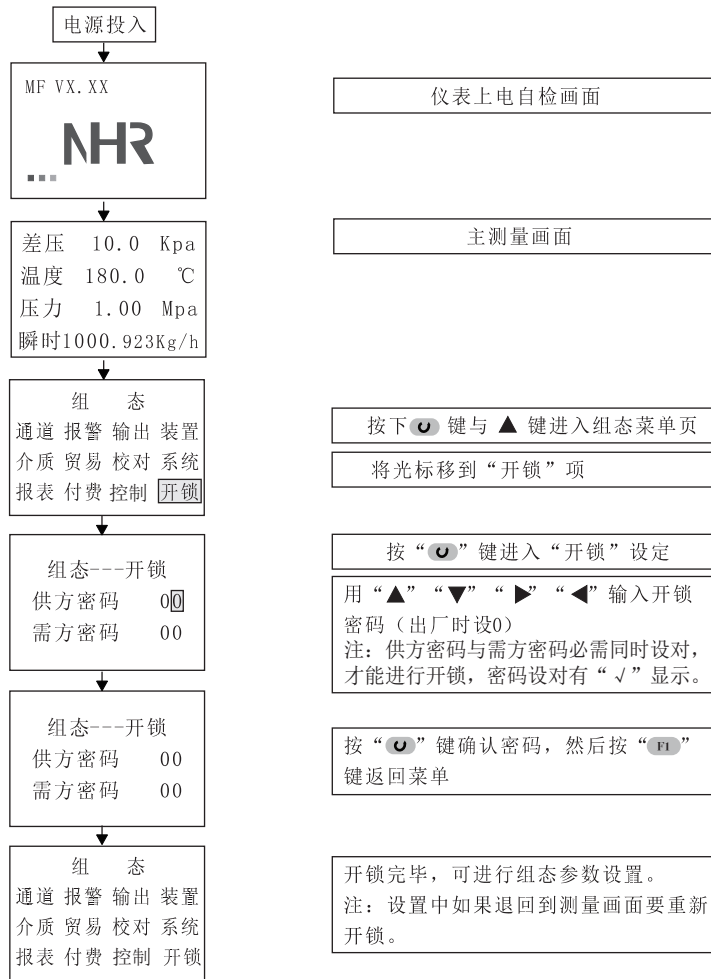 电源投入
MF VX.XX
NHR
仪表上电自检画面
差压 10.0 Kpa
温度 180.0 ℃
压力 1.00 Mpa
瞬时1000.923Kg/h
主测量画面
组 态
通道 报警 输出 装置
介质 贸易 校对 系统
报表 付费 控制 开锁
按下 键与 ▲ 键进入组态菜单页
将光标移到“开锁”项
组态---开锁
供方密码 00
需方密码 00
按“ ”键进入“开锁”设定
用“▲”“▼”“▶”“◀”输入开锁
密码（出厂时设0）
注：供方密码与需方密码必需同时设对，
才能进行开锁，密码设对有“√”显示。
组态---开锁
供方密码 00
需方密码 00
按“ ”键确认密码，然后按“F1”
键返回菜单
组 态
通道 报警 输出 装置
介质 贸易 校对 系统
报表 付费 控制 开锁
开锁完毕，可进行组态参数设置。
注：设置中如果退回到测量画面要重新
开锁。